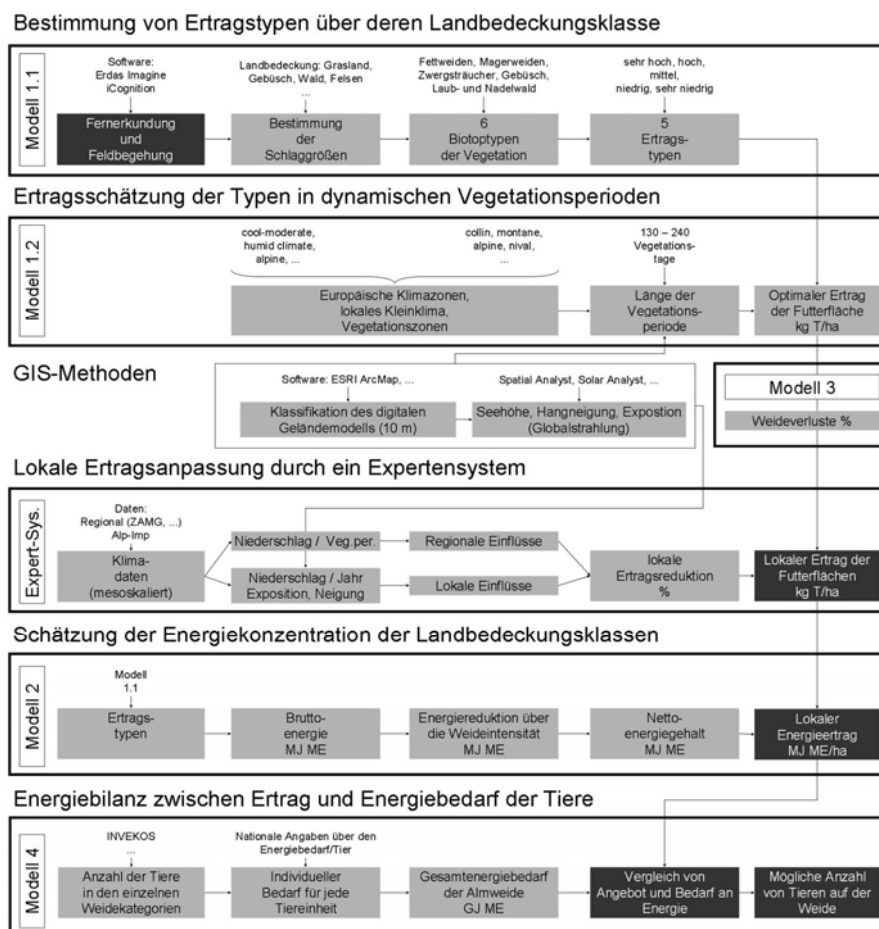 Bestimmung von Ertragstypen über deren Landbedeckungsklasse
Modell 1.1
Software:
Erdas Imagine
iCognition
Landbedeckung: Grasland,
Gebüsch, Wald, Felsen
...
Fettweiden, Magerweiden,
Zwergsträucher, Gebüsch,
Laub- und Nadelwald
sehr hoch, hoch,
mittel,
niedrig, sehr niedrig
Fernerkundung
und
Feldbegehung
Bestimmung
der
Schlaggrößen
6
Biotoptypen
der Vegetation
5
Ertrags-
typen
Ertragsschätzung der Typen in dynamischen Vegetationsperioden
Modell 1.2
cool-moderate,
humid climate,
alpine, ...
collin, montane,
alpine, nival,
...
130 – 240
Vegetations-
tage
Europäische Klimazonen,
lokales Kleinklima,
Vegetationszonen
Länge der
Vegetations-
periode
Optimaler Ertrag
der Futterfläche
kg T/ha
GIS-Methoden
Software: ESRI ArcMap, ...
Spatial Analyst, Solar Analyst, ...
Klassifikation des digitalen
Geländemodells (10 m)
Seehöhe, Hangneigung, Expostion
(Globalstrahlung)
Modell 3
Weideverluste %
Lokale Ertragsanpassung durch ein Expertensystem
Expert-Sys.
Daten:
Regional (ZAMG, ...)
Alp-Imp
Klima-
daten
(mesoskaliert)
Niederschlag / Veg.per.
Niederschlag / Jahr
Exposition, Neigung
Regionale Einflüsse
Lokale Einflüsse
lokale
Ertragsreduktion
%
Lokaler Ertrag der
Futterflächen
kg T/ha
Schätzung der Energiekonzentration der Landbedeckungsklassen
Modell 2
Modell
1.1
Ertrags-
typen
Brutto-
energie
MJ ME
Energiereduktion über
die Weideintensität
MJ ME
Netto-
energiegehalt
MJ ME
Lokaler
Energieertrag
MJ ME/ha
Energiebilanz zwischen Ertrag und Energiebedarf der Tiere
Modell 4
INVEKOS
...
Nationale Angaben über den
Energiebedarf/Tier
Anzahl der Tiere
in den einzelnen
Weidekategorien
Individueller
Bedarf für jede
Tiereinheit
Gesamtenergiebedarf
der Almweide
GJ ME
Vergleich von
Angebot und Bedarf an
Energie
Mögliche Anzahl
von Tieren auf der
Weide